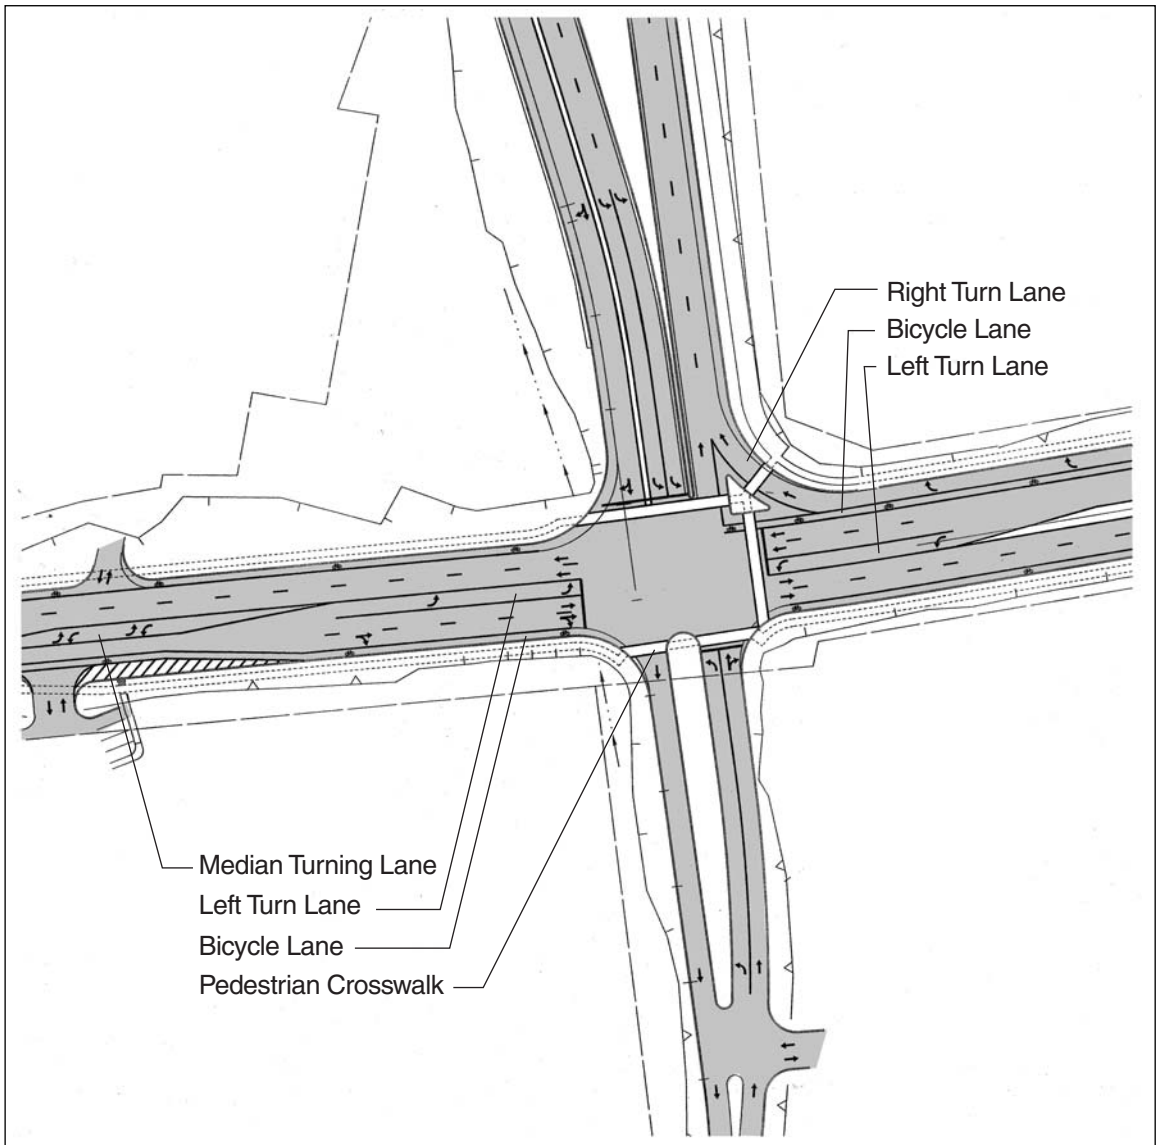 Right Turn Lane
Bicycle Lane
Left Turn Lane
Median Turning Lane
Left Turn Lane
Bicycle Lane
Pedestrian Crosswalk